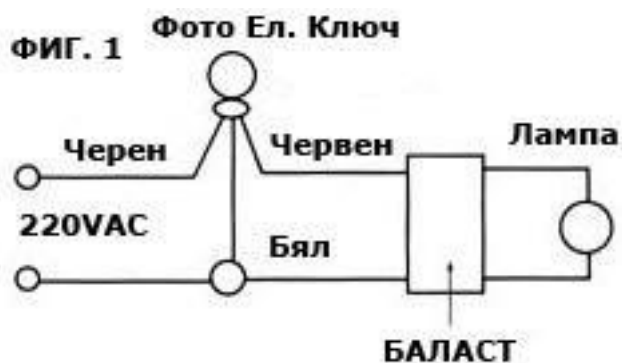 Фото Ел. Ключ
ФИГ. 1
Черен
Червен
Лампа
220VAC
Бял
БАЛАСТ